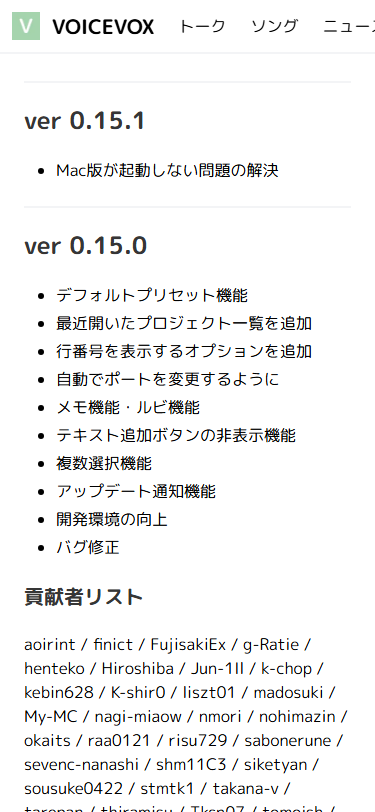 V VOICEVOX トーク ソング ニュース
ver 0.15.1
Mac版が起動しない問題の解決
ver 0.15.0
デフォルトプリセット機能
最近開いたプロジェクト一覧を追加
行番号を表示するオプションを追加
自動でポートを変更するように
メモ機能・ルビ機能
テキスト追加ボタンの非表示機能
複数選択機能
アップデート通知機能
開発環境の向上
バグ修正
貢献者リスト
aoirint / finict / FujisakiEx / g-Ratie /
henteko / Hiroshiba / Jun-1ll / k-chop /
kebin628 / K-shir0 / liszt01 / madosuki /
My-MC / nagi-miaow / nmori / nohimazin /
okaits / raa0121 / risu729 / sabonerune /
sevenc-nanashi / shm11C3 / siketyan /
sousuke0422 / stmtk1 / takana-v /
tarepan / thiramisu / Tksp07 / tomoish /